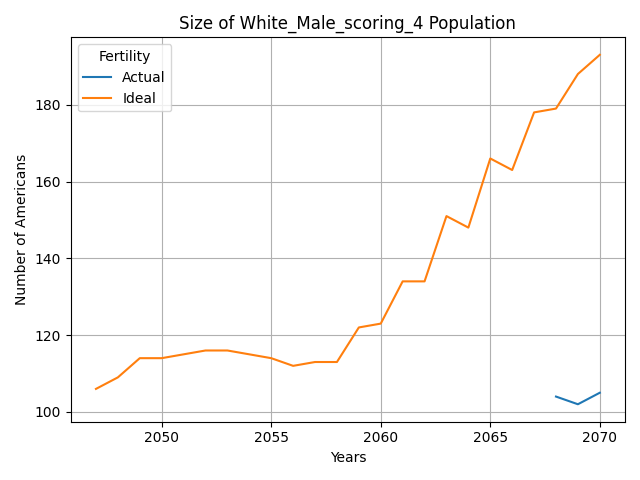 Size of White_Male_scoring_4 Population
Fertility
Actual
Ideal
Number of Americans
180
160
140
120
100
2050
2055
2060
2065
2070
Years